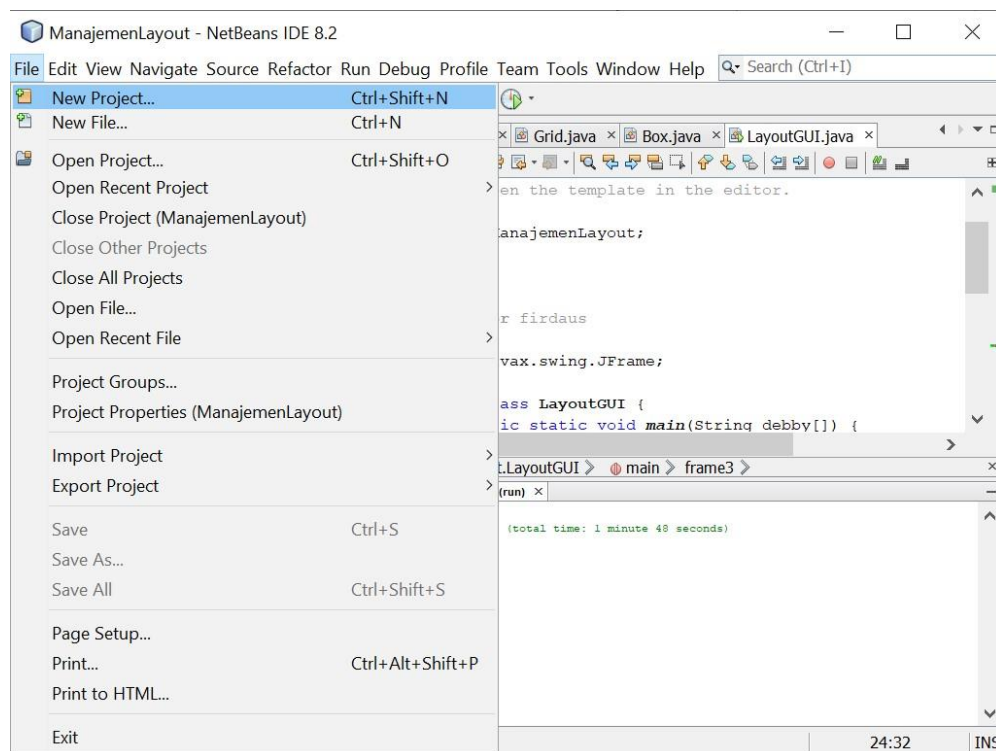 ManajemenLayout - NetBeans IDE 8.2
File Edit View Navigate Source Refactor Run Debug Profile Team Tools Window Help Search (Ctrl+I)
New Project... Ctrl+Shift+N
New File... Ctrl+N
Open Project... Ctrl+Shift+O
Open Recent Project
Close Project (ManajemenLayout)
Close Other Projects
Close All Projects
Open File...
Open Recent File
Project Groups...
Project Properties (ManajemenLayout)
Import Project
Export Project
Save Ctrl+S
Save As...
Save All Ctrl+Shift+S
Page Setup...
Print... Ctrl+Alt+Shift+P
Print to HTML...
Exit
Grid.java Box.java LayoutGUI.java
en the template in the editor.
anajemenLayout;
r firdaus
vax.swing.JFrame;
ass LayoutGUI {
ic static void main(String debby[]) {
t.LayoutGUI main frame3
(run)
(total time: 1 minute 48 seconds)
24:32 INS